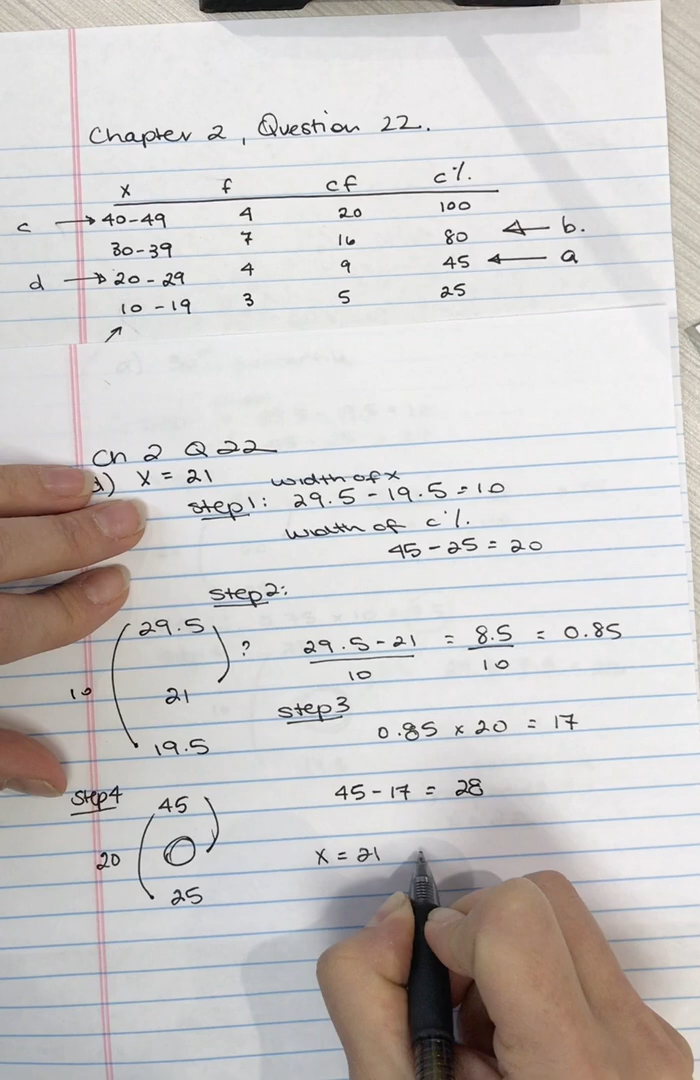 Chapter 2, Question 22.
x f cf c%.
c → 40-49 4 20 100
30-39 7 16 80 ← b.
d → 20-29 4 9 45 ← a
10-19 3 5 25
Ch 2 Q 22
d) x = 21 width of x
step1: 29.5 - 19.5 = 10
width of c%.
45 - 25 = 20
step2:
29.5 ? 29.5 - 21 = 8.5 = 0.85
10 10
10 21
step3
19.5 0.85 x 20 = 17
step4
45 45 - 17 = 28
20
x = 21
25